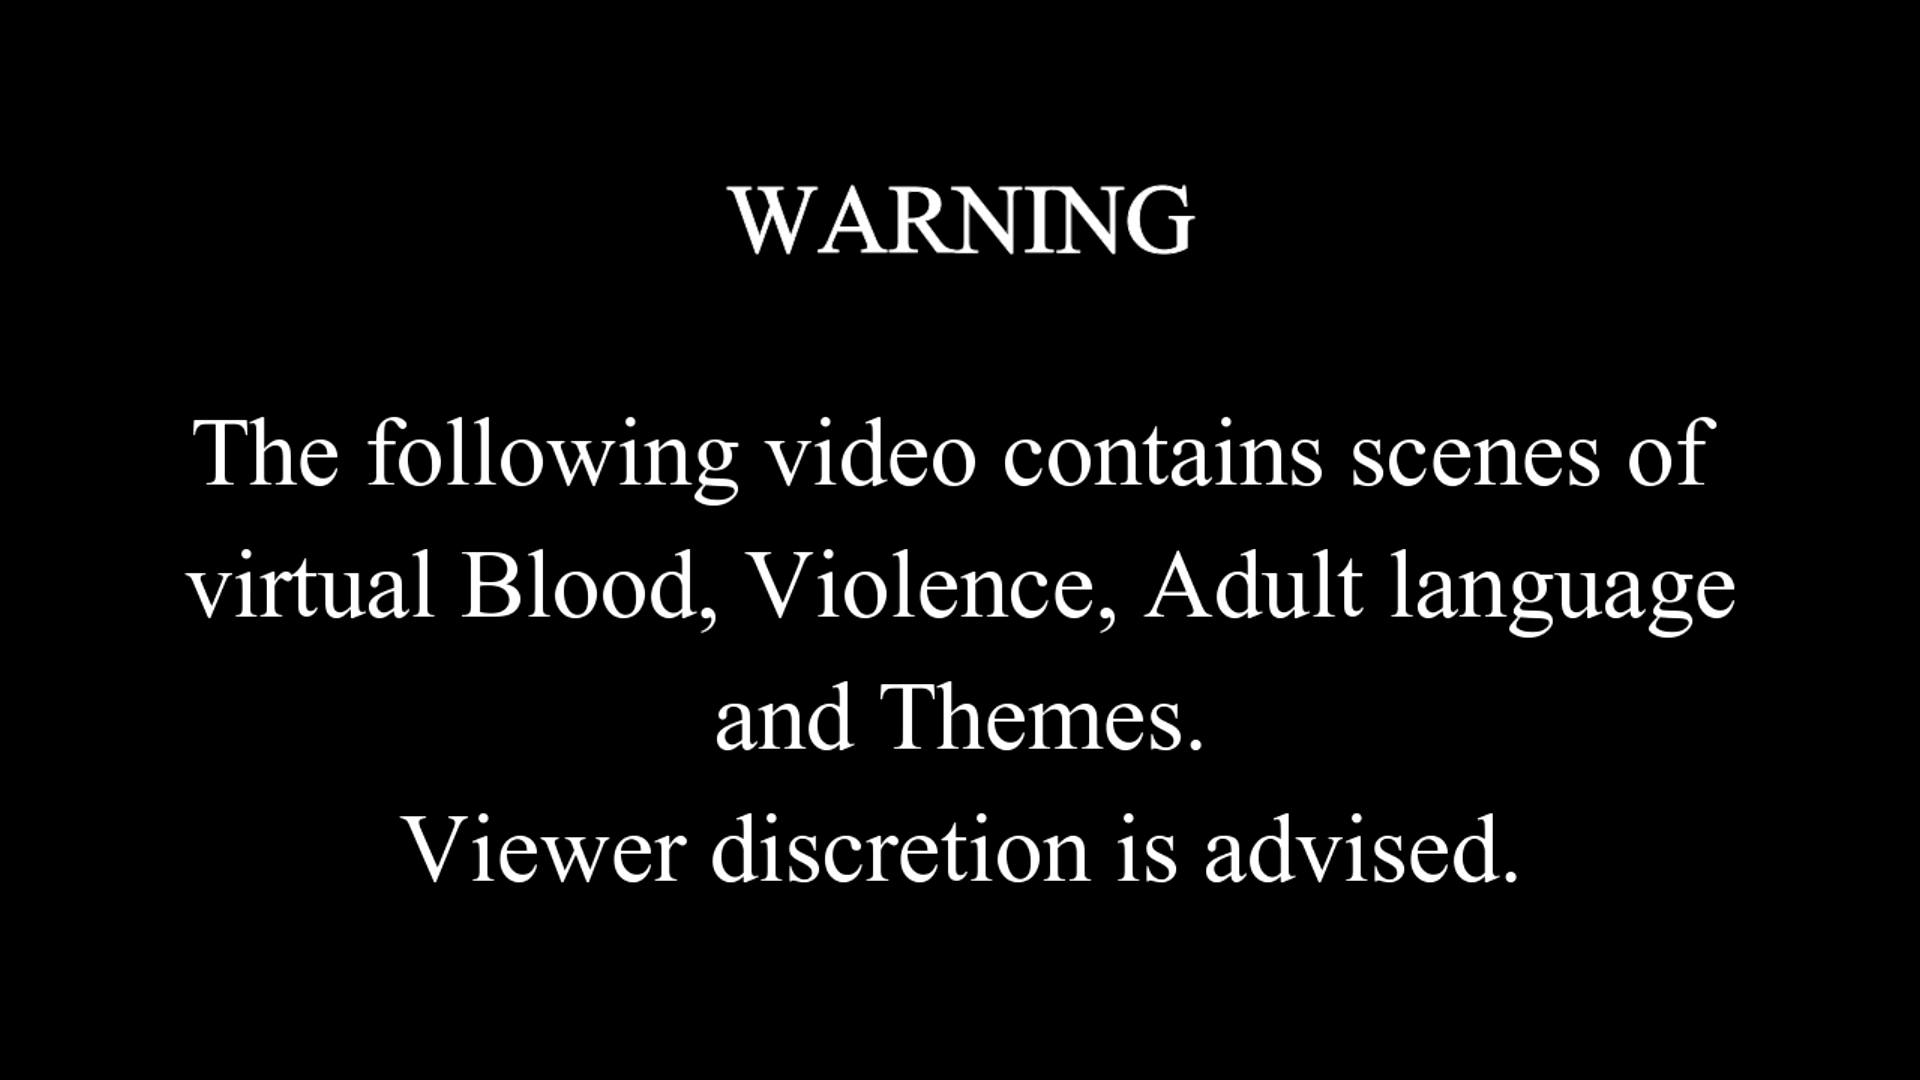 WARNING
The following video contains scenes of
virtual Blood, Violence, Adult language
and Themes.
Viewer discretion is advised.